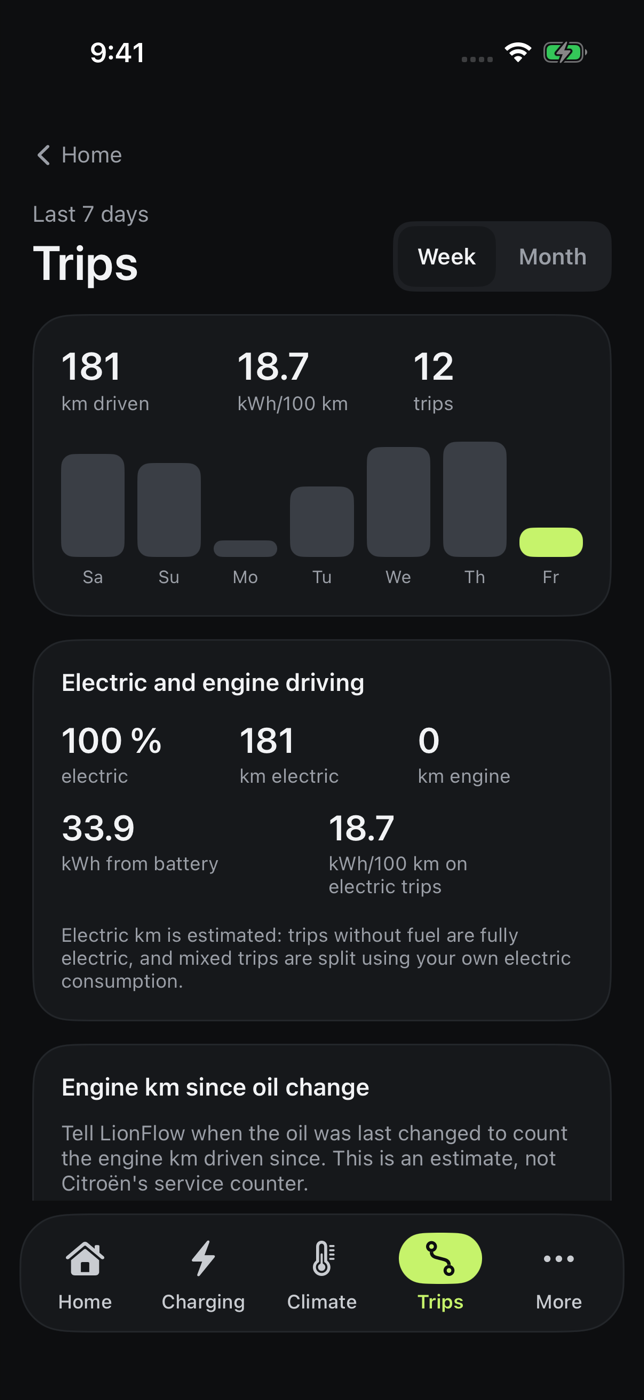 9:41
Home
Last 7 days
Trips
Week Month
181 18.7 12
km driven kWh/100 km trips
Sa Su Mo Tu We Th Fr
Electric and engine driving
100 % 181 0
electric km electric km engine
33.9 18.7
kWh from battery kWh/100 km on
electric trips
Electric km is estimated: trips without fuel are fully
electric, and mixed trips are split using your own electric
consumption.
Engine km since oil change
Tell LionFlow when the oil was last changed to count
the engine km driven since. This is an estimate, not
Citroën's service counter.
Home Charging Climate Trips More